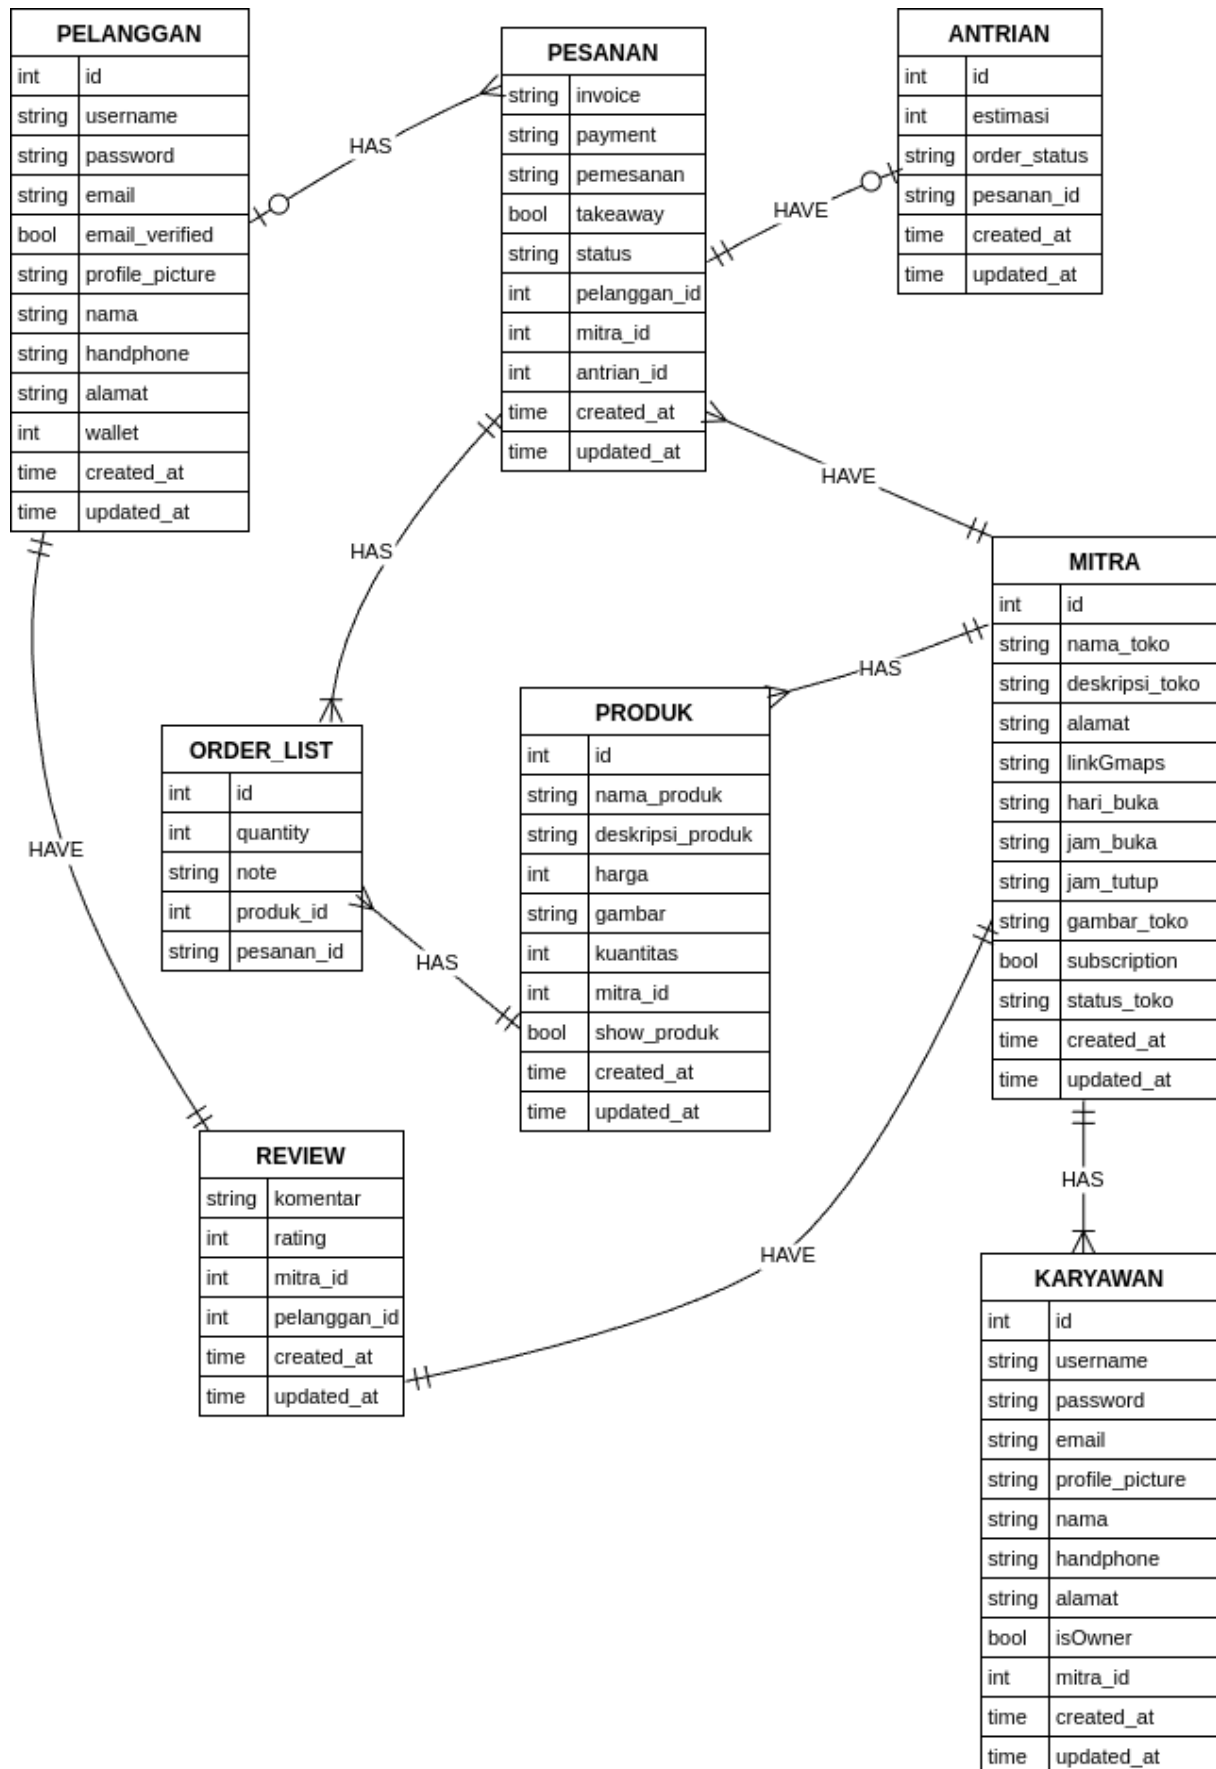 PELANGGAN
int id
string username
string password
string email
bool email_verified
string profile_picture
string nama
string handphone
string alamat
int wallet
time created_at
time updated_at
HAS
PESANAN
string invoice
string payment
string pemesanan
bool takeaway
string status
int pelanggan_id
int mitra_id
int antrian_id
time created_at
time updated_at
HAVE
ANTRIAN
int id
int estimasi
string order_status
string pesanan_id
time created_at
time updated_at
HAVE
HAS
MITRA
int id
string nama_toko
string deskripsi_toko
string alamat
string linkGmaps
string hari_buka
string jam_buka
string jam_tutup
string gambar_toko
bool subscription
string status_toko
time created_at
time updated_at
HAS
PRODUK
int id
string nama_produk
string deskripsi_produk
int harga
string gambar
int kuantitas
int mitra_id
bool show_produk
time created_at
time updated_at
ORDER_LIST
int id
int quantity
string note
int produk_id
string pesanan_id
HAS
HAVE
REVIEW
string komentar
int rating
int mitra_id
int pelanggan_id
time created_at
time updated_at
HAVE
HAS
KARYAWAN
int id
string username
string password
string email
string profile_picture
string nama
string handphone
string alamat
bool isOwner
int mitra_id
time created_at
time updated_at